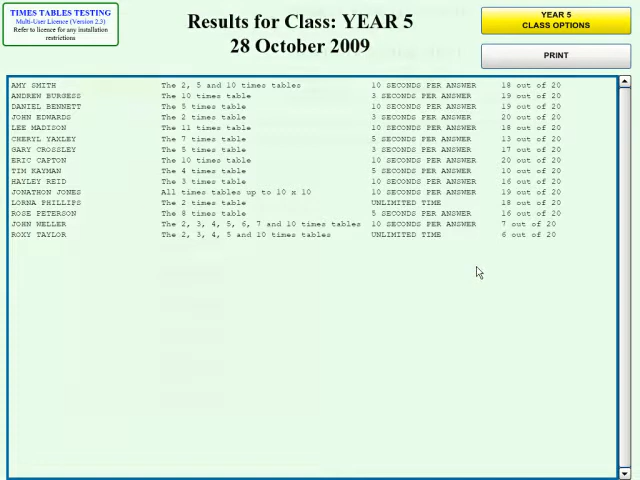 TIMES TABLES TESTING
Multi-User Licence (Version 2.3)
Refer to licence for any installation
restrictions
Results for Class: YEAR 5
28 October 2009
YEAR 5
CLASS OPTIONS
PRINT
AMY SMITH The 2, 5 and 10 times tables 10 SECONDS PER ANSWER 18 out of 20
ANDREW BURGESS The 10 times table 3 SECONDS PER ANSWER 19 out of 20
DANIEL BENNETT The 5 times table 10 SECONDS PER ANSWER 19 out of 20
JOHN EDWARDS The 2 times table 3 SECONDS PER ANSWER 20 out of 20
LEE MADISON The 11 times table 10 SECONDS PER ANSWER 18 out of 20
CHERYL YAXLEY The 7 times table 5 SECONDS PER ANSWER 13 out of 20
GARY CROSSLEY The 5 times table 3 SECONDS PER ANSWER 17 out of 20
ERIC CAPTON The 10 times table 10 SECONDS PER ANSWER 20 out of 20
TIM KAYMAN The 4 times table 5 SECONDS PER ANSWER 10 out of 20
HAYLEY REID The 3 times table 10 SECONDS PER ANSWER 16 out of 20
JONATHON JONES All times tables up to 10 x 10 10 SECONDS PER ANSWER 19 out of 20
LORNA PHILLIPS The 2 times table UNLIMITED TIME 18 out of 20
ROSE PETERSON The 8 times table 5 SECONDS PER ANSWER 16 out of 20
JOHN WELLER The 2, 3, 4, 5, 6, 7 and 10 times tables 10 SECONDS PER ANSWER 7 out of 20
ROXY TAYLOR The 2, 3, 4, 5 and 10 times tables UNLIMITED TIME 6 out of 20